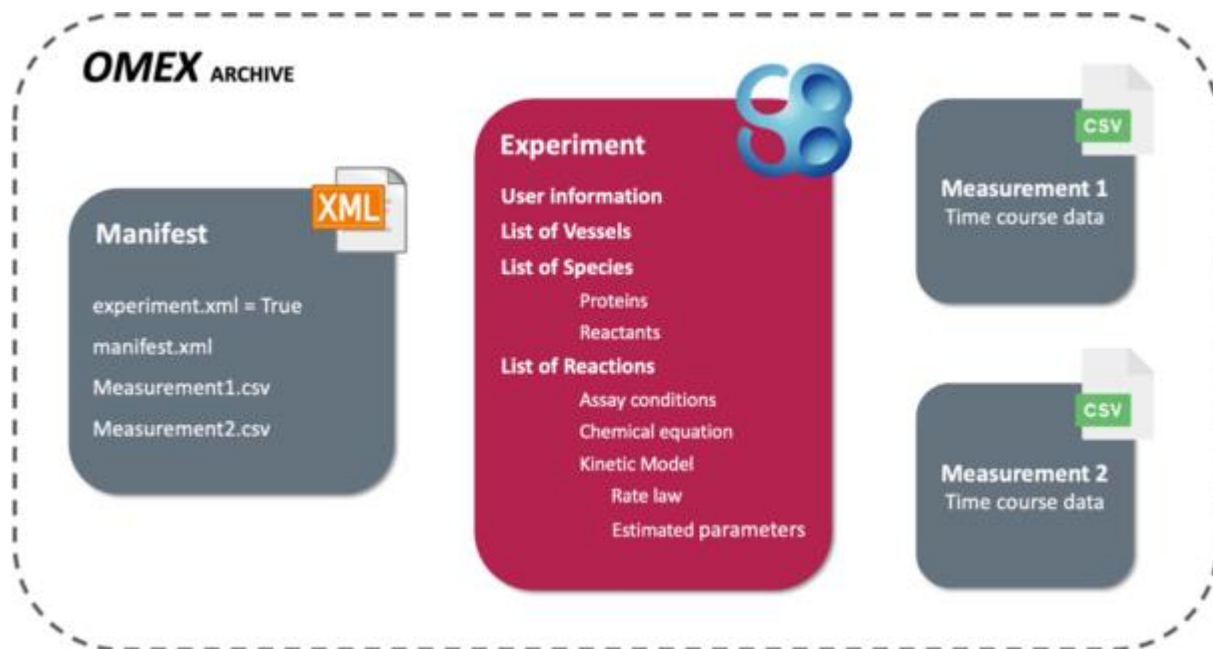 OMEX ARCHIVE
XML
Manifest
experiment.xml = True
manifest.xml
Measurement1.csv
Measurement2.csv
Experiment
User information
List of Vessels
List of Species
Proteins
Reactants
List of Reactions
Assay conditions
Chemical equation
Kinetic Model
Rate law
Estimated parameters
CSV
Measurement 1
Time course data
CSV
Measurement 2
Time course data